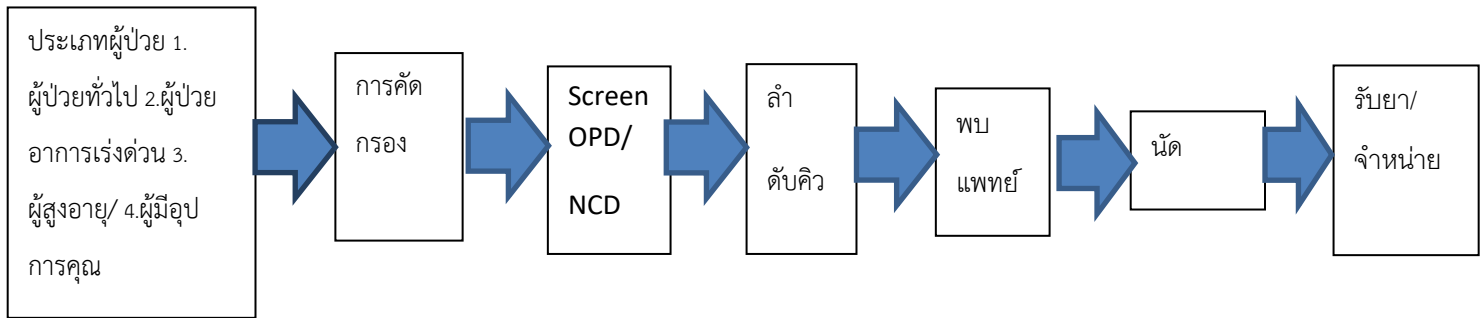 ประเภทผู้ป่วย 1.
ผู้ป่วยทั่วไป 2.ผู้ป่วย
อาการเร่งด่วน 3.
ผู้สูงอายุ/ 4.ผู้มีอุป
การคุณ
การคัด
กรอง
Screen
OPD/
NCD
ลำ
ดับคิว
พบ
แพทย์
นัด
รับยา/
จำหน่าย